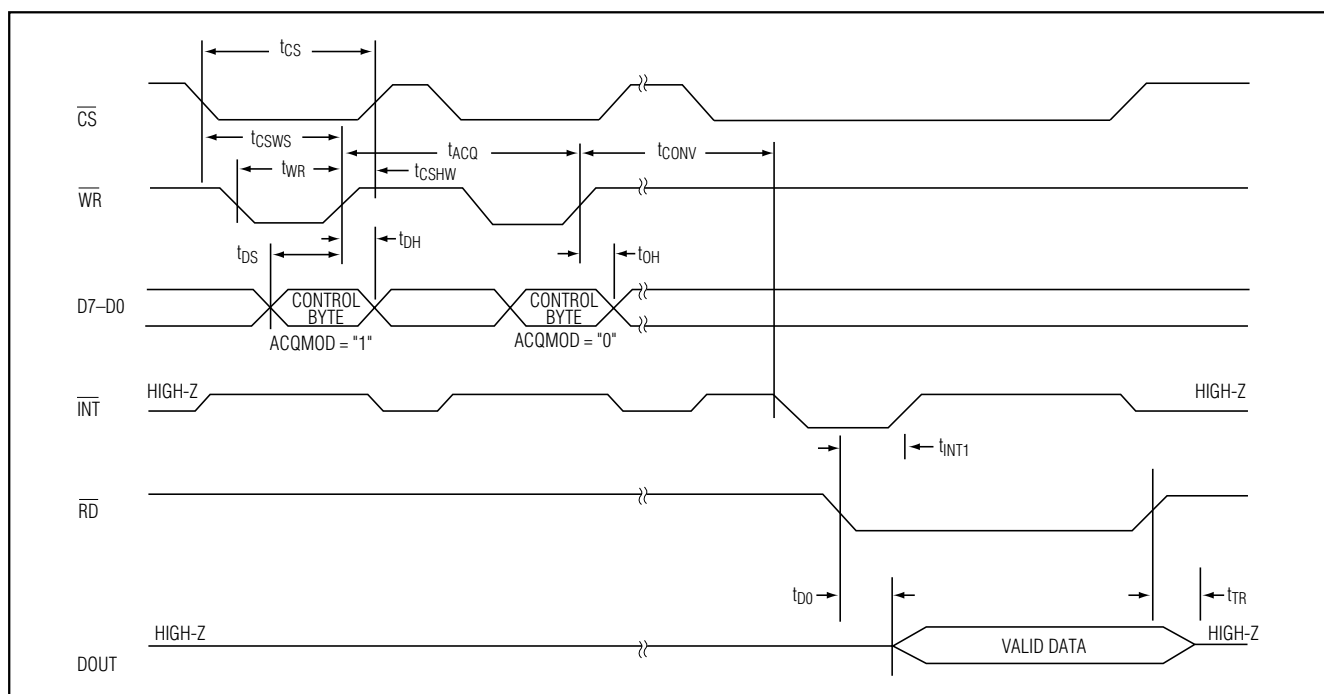 tCS
CS
tCSWS
tACQ
tCONV
tWR
tCSHW
WR
tDS
tDH
tOH
D7–D0
CONTROL
BYTE
CONTROL
BYTE
ACQMOD = "1"
ACQMOD = "0"
HIGH-Z
HIGH-Z
INT
tINT1
RD
tD0
tTR
HIGH-Z
VALID DATA
HIGH-Z
DOUT